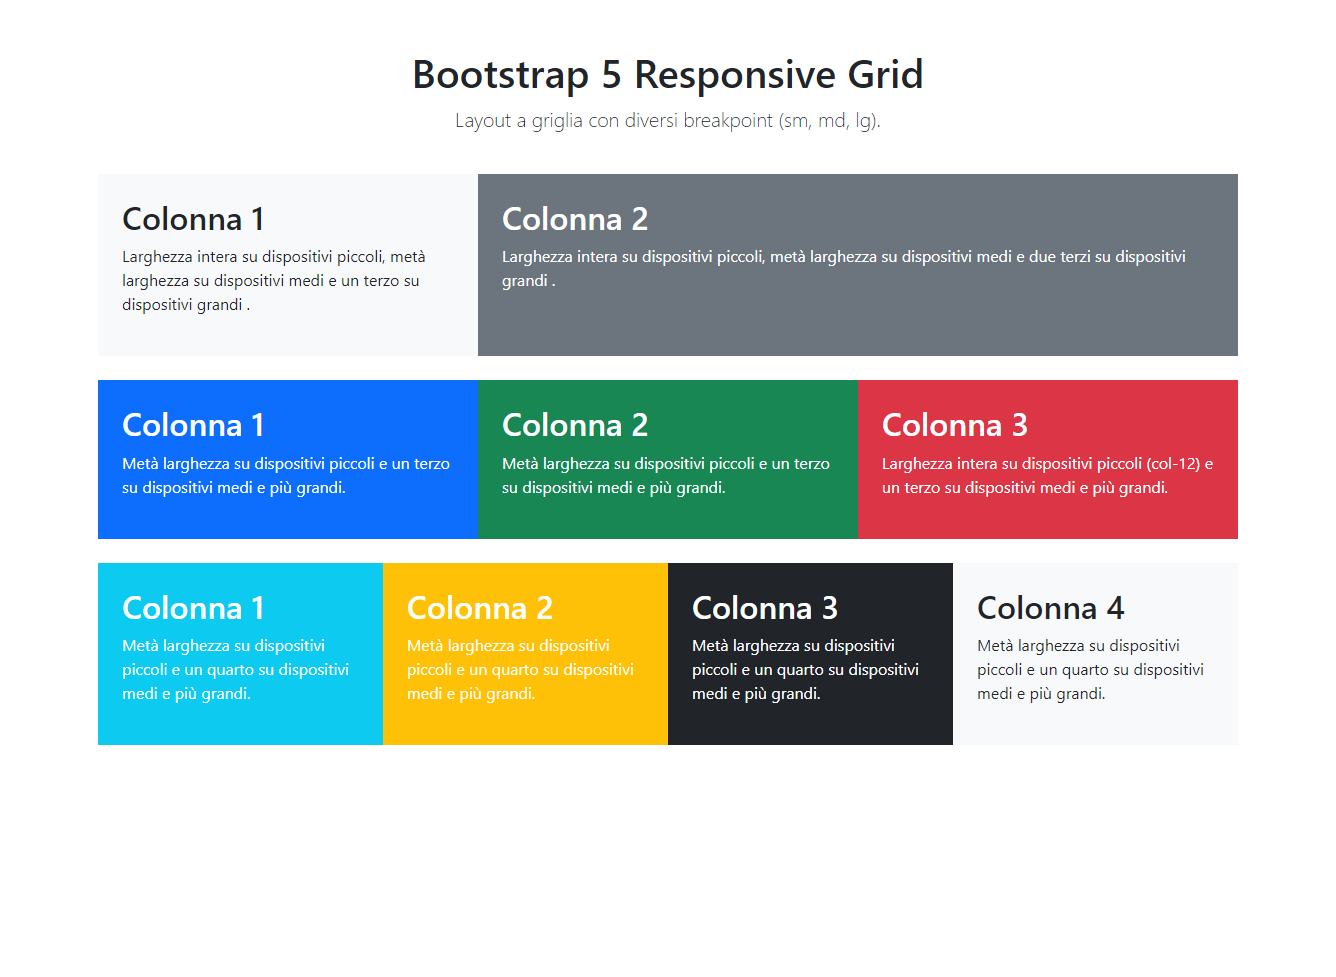 Bootstrap 5 Responsive Grid
Layout a griglia con diversi breakpoint (sm, md, lg).
Colonna 1
Larghezza intera su dispositivi piccoli, metà
larghezza su dispositivi medi e un terzo su
dispositivi grandi .
Colonna 2
Larghezza intera su dispositivi piccoli, metà larghezza su dispositivi medi e due terzi su dispositivi
grandi .
Colonna 1
Metà larghezza su dispositivi piccoli e un terzo
su dispositivi medi e più grandi.
Colonna 2
Metà larghezza su dispositivi piccoli e un terzo
su dispositivi medi e più grandi.
Colonna 3
Larghezza intera su dispositivi piccoli (col-12) e
un terzo su dispositivi medi e più grandi.
Colonna 1
Metà larghezza su dispositivi
piccoli e un quarto su dispositivi
medi e più grandi.
Colonna 2
Metà larghezza su dispositivi
piccoli e un quarto su dispositivi
medi e più grandi.
Colonna 3
Metà larghezza su dispositivi
piccoli e un quarto su dispositivi
medi e più grandi.
Colonna 4
Metà larghezza su dispositivi
piccoli e un quarto su dispositivi
medi e più grandi.